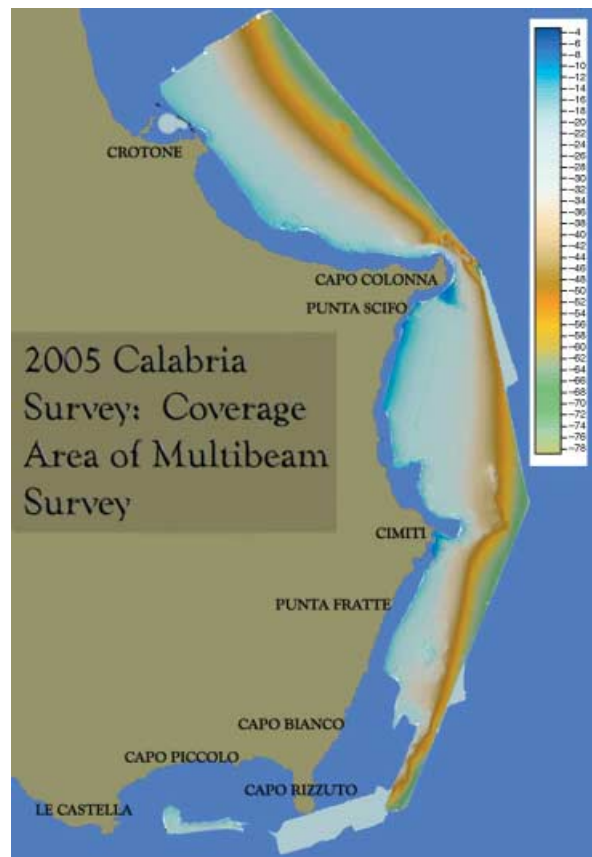 CROTONE
CAPO COLONNA
PUNTA SCIFO
2005 Calabria
Survey: Coverage
Area of Multibeam
Survey
CIMITI
PUNTA FRATTE
CAPO BIANCO
CAPO PICCOLO
CAPO RIZZUTO
LE CASTELLA
-4
-6
-8
-10
-12
-14
-16
-18
-20
-22
-24
-26
-28
-30
-32
-34
-36
-38
-40
-42
-44
-46
-48
-50
-52
-54
-56
-58
-60
-62
-64
-66
-68
-70
-72
-74
-76
-78